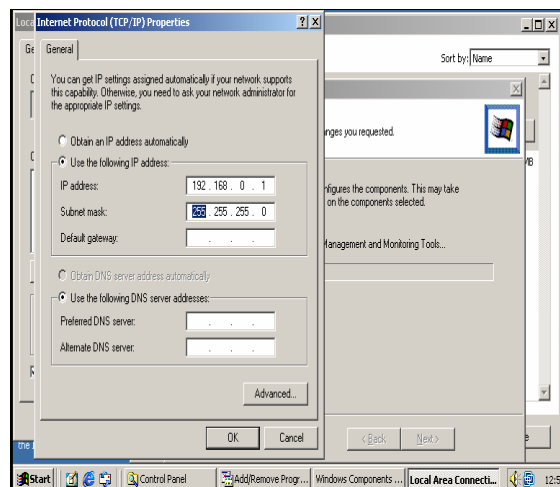 Loca
Internet Protocol (TCP/IP) Properties
General
Sort by: Name
You can get IP settings assigned automatically if your network supports
this capability. Otherwise, you need to ask your network administrator for
the appropriate IP settings.
anges you requested.
Obtain an IP address automatically
Use the following IP address:
IP address: 192 . 168 . 0 . 1
Subnet mask: 255 . 255 . 255 . 0
Default gateway: . . .
nfigures the components. This may take
on the components selected.
Management and Monitoring Tools...
Obtain DNS server address automatically
Use the following DNS server addresses:
Preferred DNS server: . . .
Alternate DNS server: . . .
Advanced...
OK Cancel
< Back Next >
Start Control Panel Add/Remove Progr... Windows Components ... Local Area Connecti...